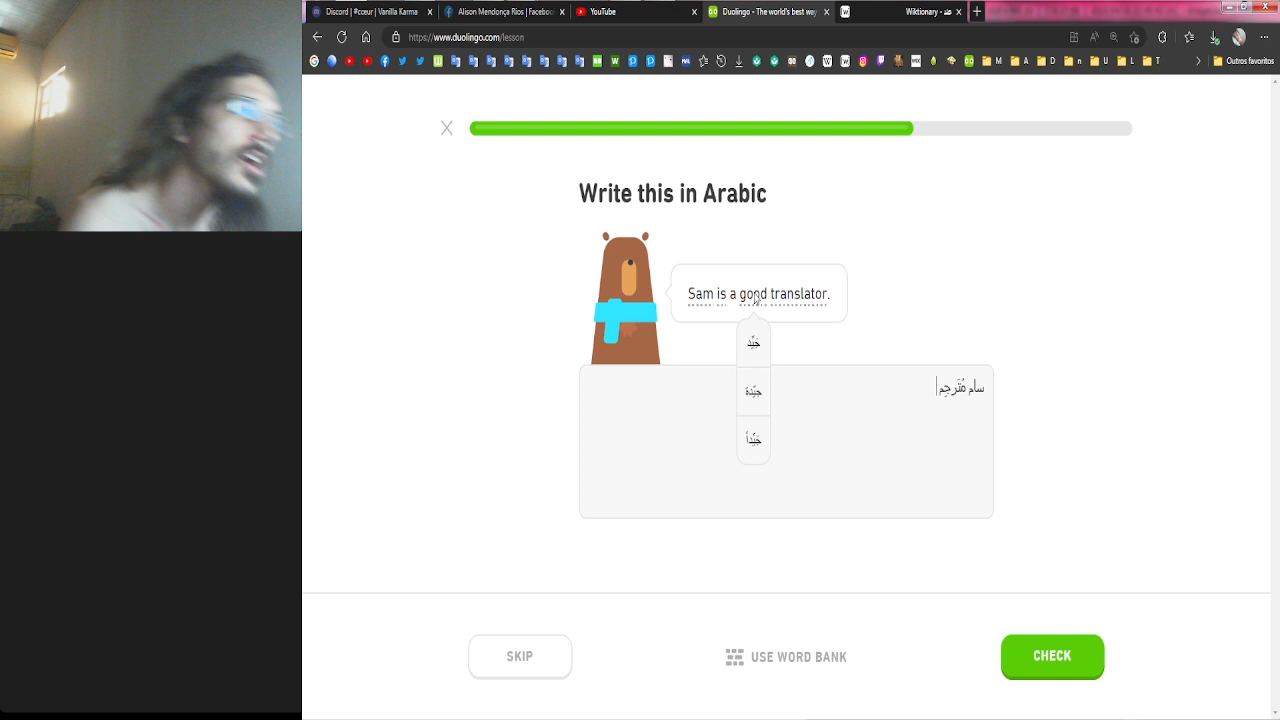 Discord | #cœur | Vanilla Karma
Alison Mendonça Rios | Facebook
YouTube
Duolingo - The world's best way
Wiktionary
https://www.duolingo.com/lesson
M A D n U L T Outros favoritos
Write this in Arabic
Sam is a good translator.
جَيِّد
جَيِّدة
جَيِّداً
سام مُتَرجِم
SKIP
USE WORD BANK
CHECK